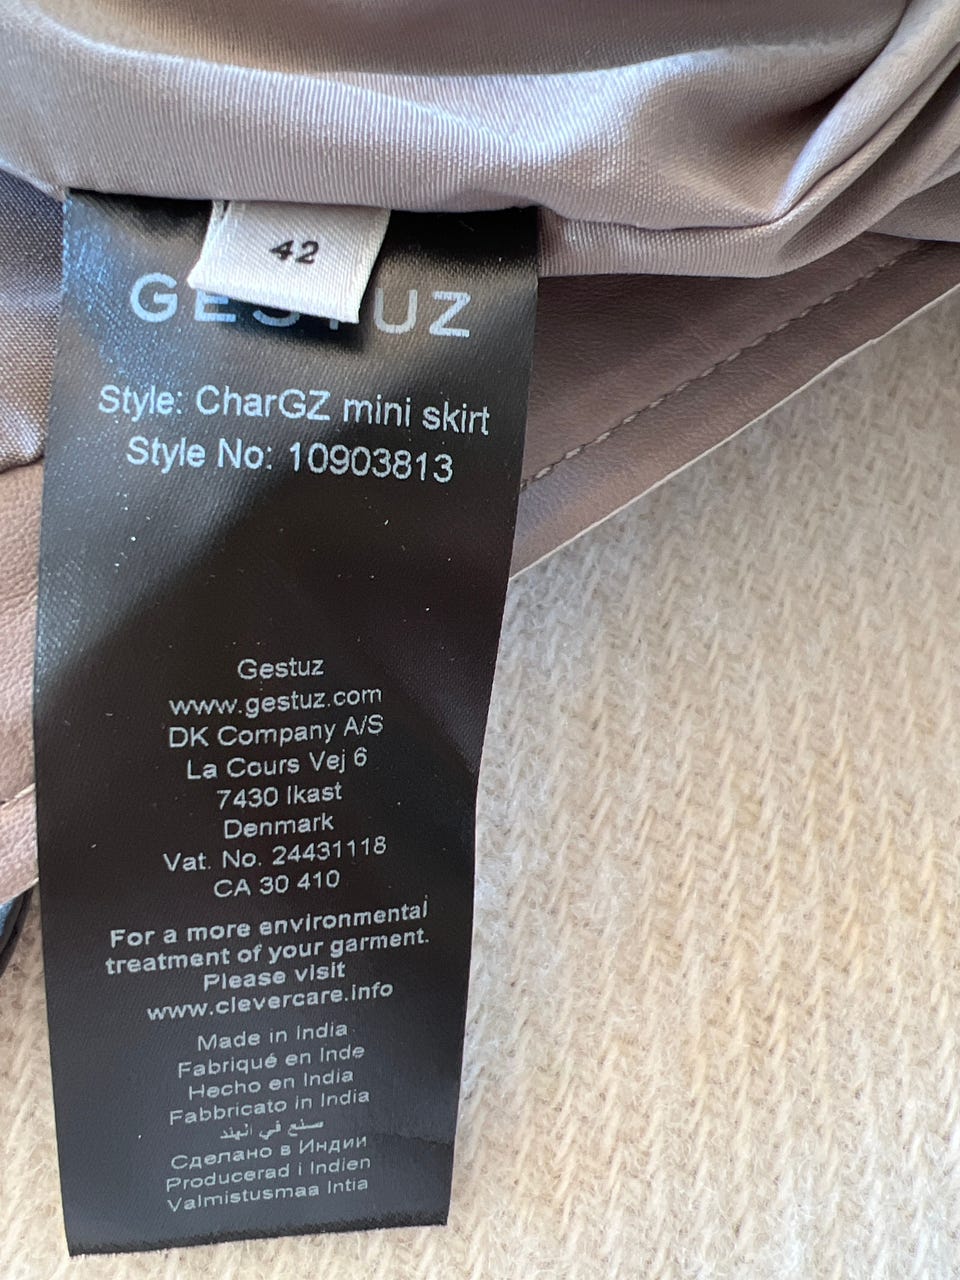 42
GESTUZ
Style: CharGZ mini skirt
Style No: 10903813
Gestuz
www.gestuz.com
DK Company A/S
La Cours Vej 6
7430 Ikast
Denmark
Vat. No. 24431118
CA 30 410
For a more environmental
treatment of your garment.
Please visit
www.clevercare.info
Made in India
Fabriqué en Inde
Hecho en India
Fabbricato in India
صنع في الهند
Сделано в Индии
Producerad i Indien
Valmistusmaa Intia